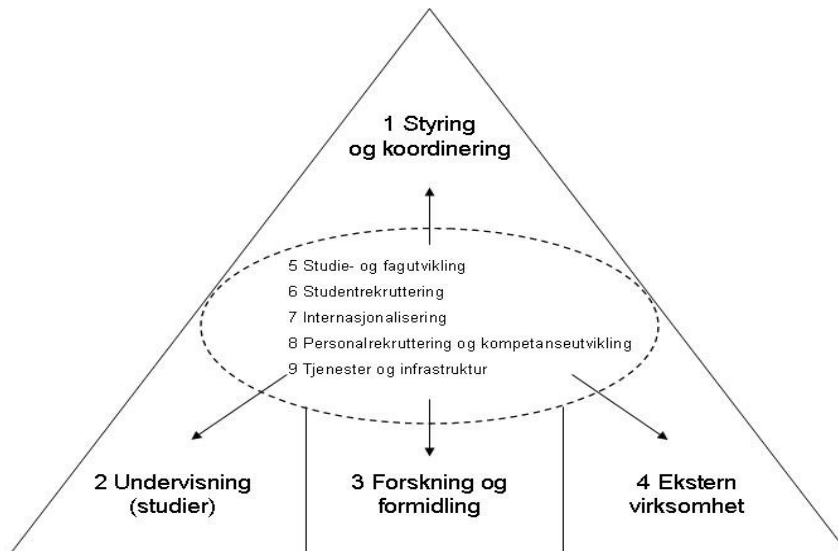 1 Styring
og koordinering
5 Studie- og fagutvikling
6 Studentrekruttering
7 Internasjonalisering
8 Personalrekruttering og kompetanseutvikling
9 Tjenester og infrastruktur
2 Undervisning
(studier)
3 Forskning og
formidling
4 Ekstern
virksomhet